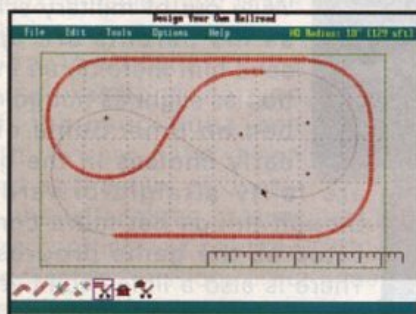 Design Your Own Railroad
File Edit Tools Options Help HO Radius: 18" (129 sft)